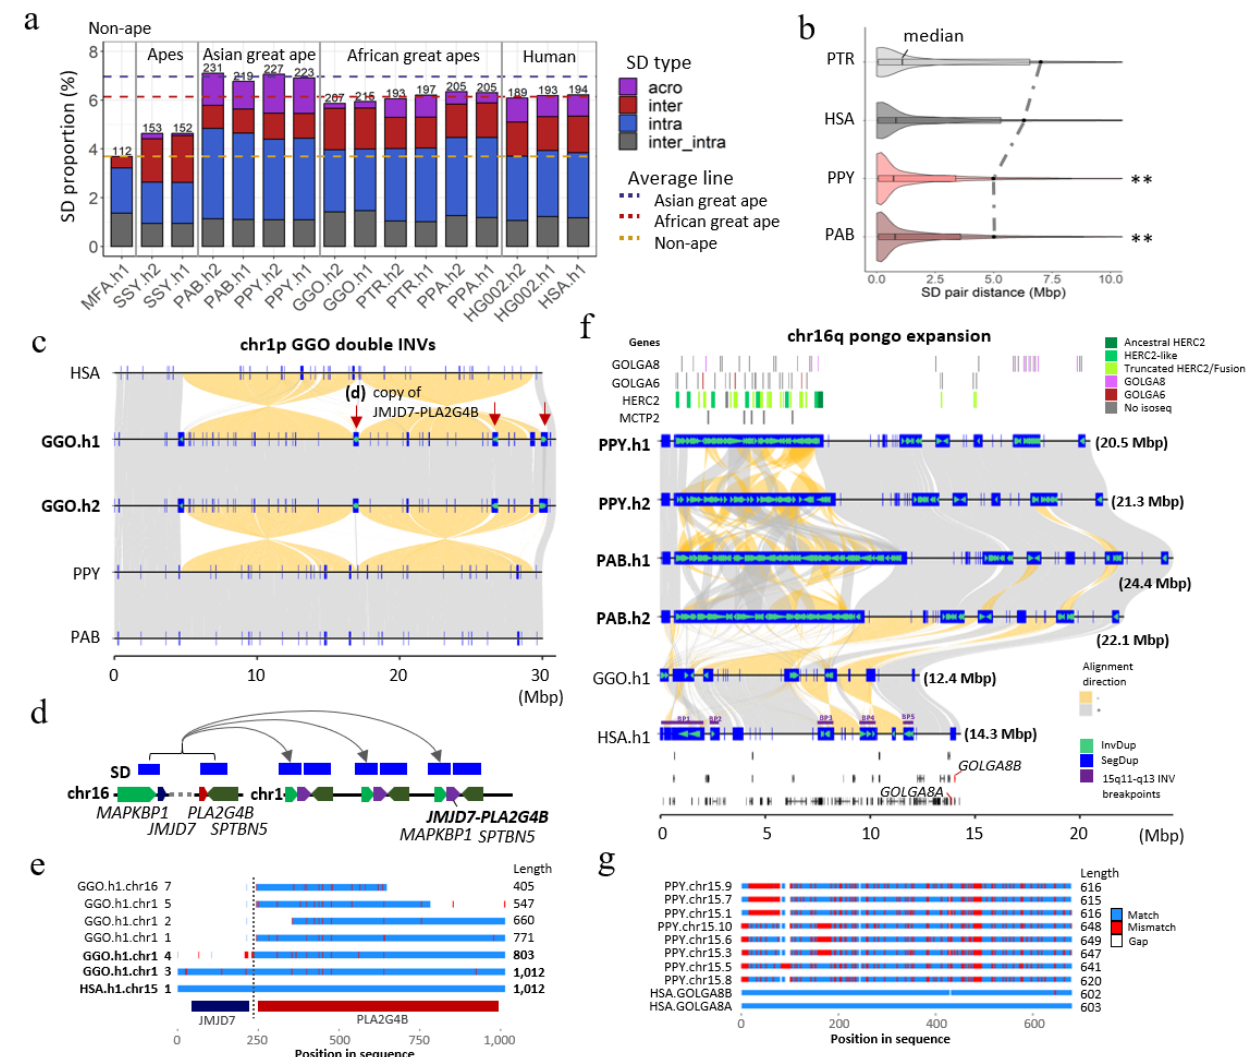 a
Non-ape
Apes
Asian great ape
African great apes
Human
SD proportion (%)
8
6
4
2
0
112
153
152
231
219
227
223
207
215
193
197
205
205
189
193
194
MFA.h1
SSY.h2
SSY.h1
PAB.h2
PAB.h1
PPY.h2
PPY.h1
GGO.h2
GGO.h1
PTR.h2
PTR.h1
PPA.h2
PPA.h1
HG002.h2
HG002.h1
HSA.h1
SD type
acro
inter
intra
inter_intra
Average line
Asian great ape
African great ape
Non-ape
b
median
PTR
HSA
PPY
**
PAB
**
0.0
2.5
5.0
7.5
10.0
SD pair distance (Mbp)
c
chr1p GGO double INVs
HSA
(d) copy of
JMJD7-PLA2G4B
GGO.h1
GGO.h2
PPY
PAB
0
10
20
30
(Mbp)
d
SD
chr16
MAPKBP1
JMJD7
PLA2G4B
SPTBN5
chr1
JMJD7-PLA2G4B
MAPKBP1 SPTBN5
e
Length
GGO.h1.chr16 7 405
GGO.h1.chr1 5 547
GGO.h1.chr1 2 660
GGO.h1.chr1 1 771
GGO.h1.chr1 4 803
GGO.h1.chr1 3 1,012
HSA.h1.chr15 1 1,012
JMJD7
PLA2G4B
0
250
500
750
1,000
Position in sequence
f
chr16q pongo expansion
Genes
GOLGA8
GOLGA6
HERC2
MCTP2
Ancestral HERC2
HERC2-like
Truncated HERC2/Fusion
GOLGA8
GOLGA6
No isoseq
PPY.h1
(20.5 Mbp)
PPY.h2
(21.3 Mbp)
PAB.h1
(24.4 Mbp)
PAB.h2
(22.1 Mbp)
GGO.h1
(12.4 Mbp)
BP1
BP2
BP3
BP4
BP5
HSA.h1
(14.3 Mbp)
GOLGA8B
GOLGA8A
Alignment
direction
-
+
InvDup
SegDup
15q11-q13 INV
breakpoints
0
5
10
15
20
(Mbp)
g
Length
PPY.chr15.9 616
PPY.chr15.7 615
PPY.chr15.1 616
PPY.chr15.10 648
PPY.chr15.6 649
PPY.chr15.3 647
PPY.chr15.5 641
PPY.chr15.8 620
HSA.GOLGA8B 602
HSA.GOLGA8A 603
Match
Mismatch
Gap
0
200
400
600
Position in sequence